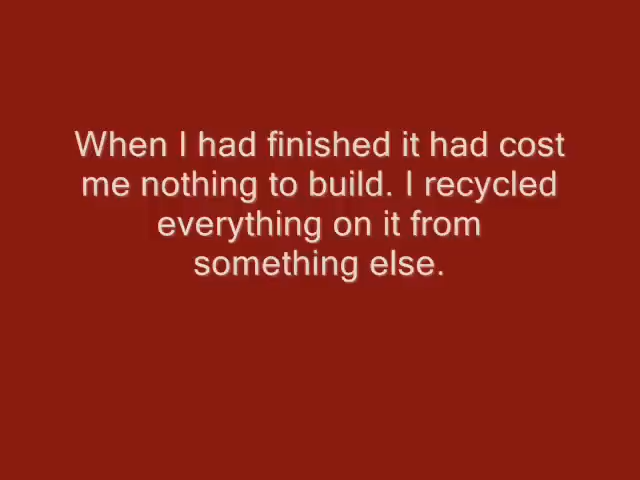 When I had finished it had cost
me nothing to build. I recycled
everything on it from
something else.